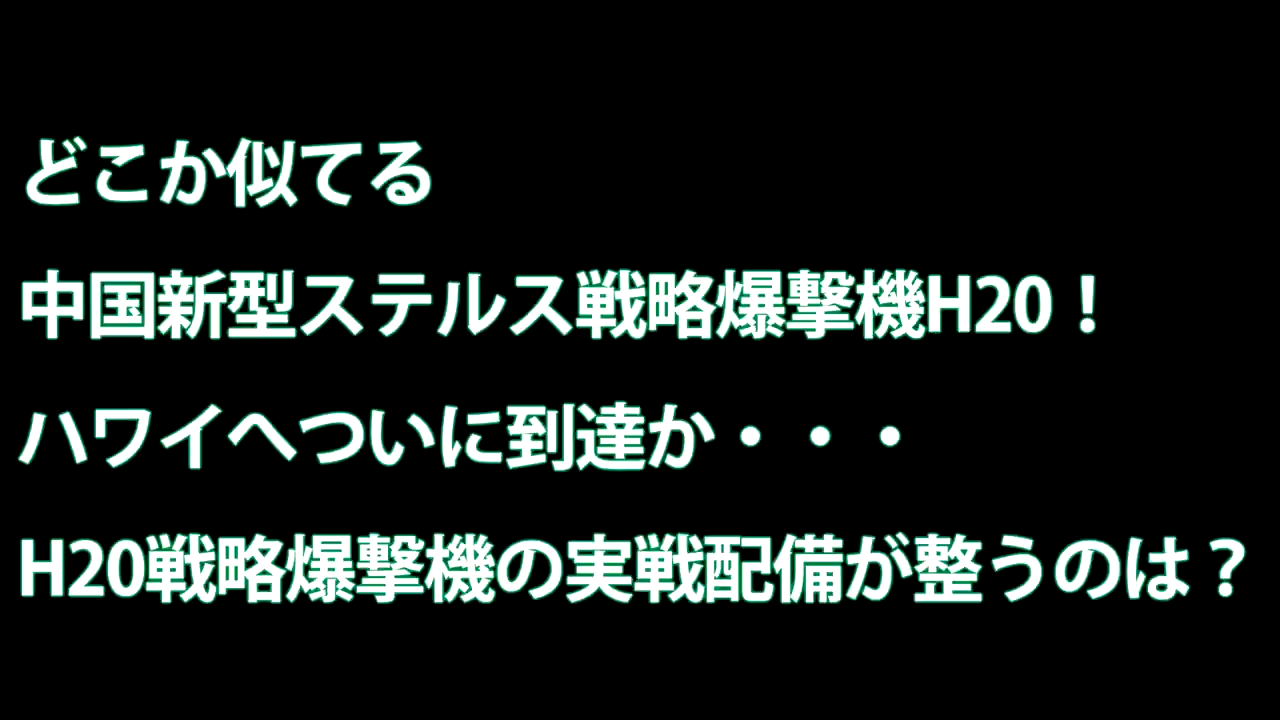 どこか似てる
中国新型ステルス戦略爆撃機H20！
ハワイへついに到達か・・・
H20戦略爆撃機の実戦配備が整うのは？